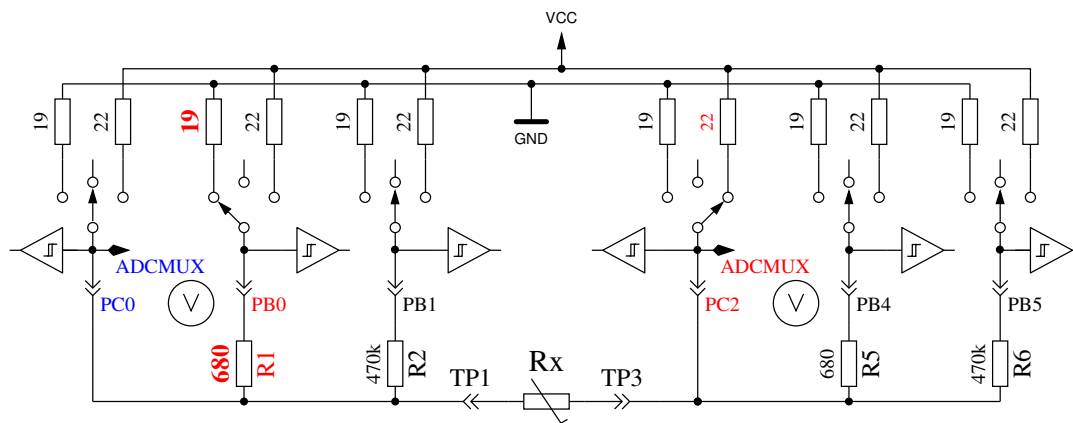 VCC
19
22
19
22
19
22
GND
19
22
19
22
19
22
ADCMUX
ADCMUX
PC0
V
PB0
PB1
PC2
V
PB4
PB5
680
R1
470k
R2
680
R5
470k
R6
TP1
Rx
TP3